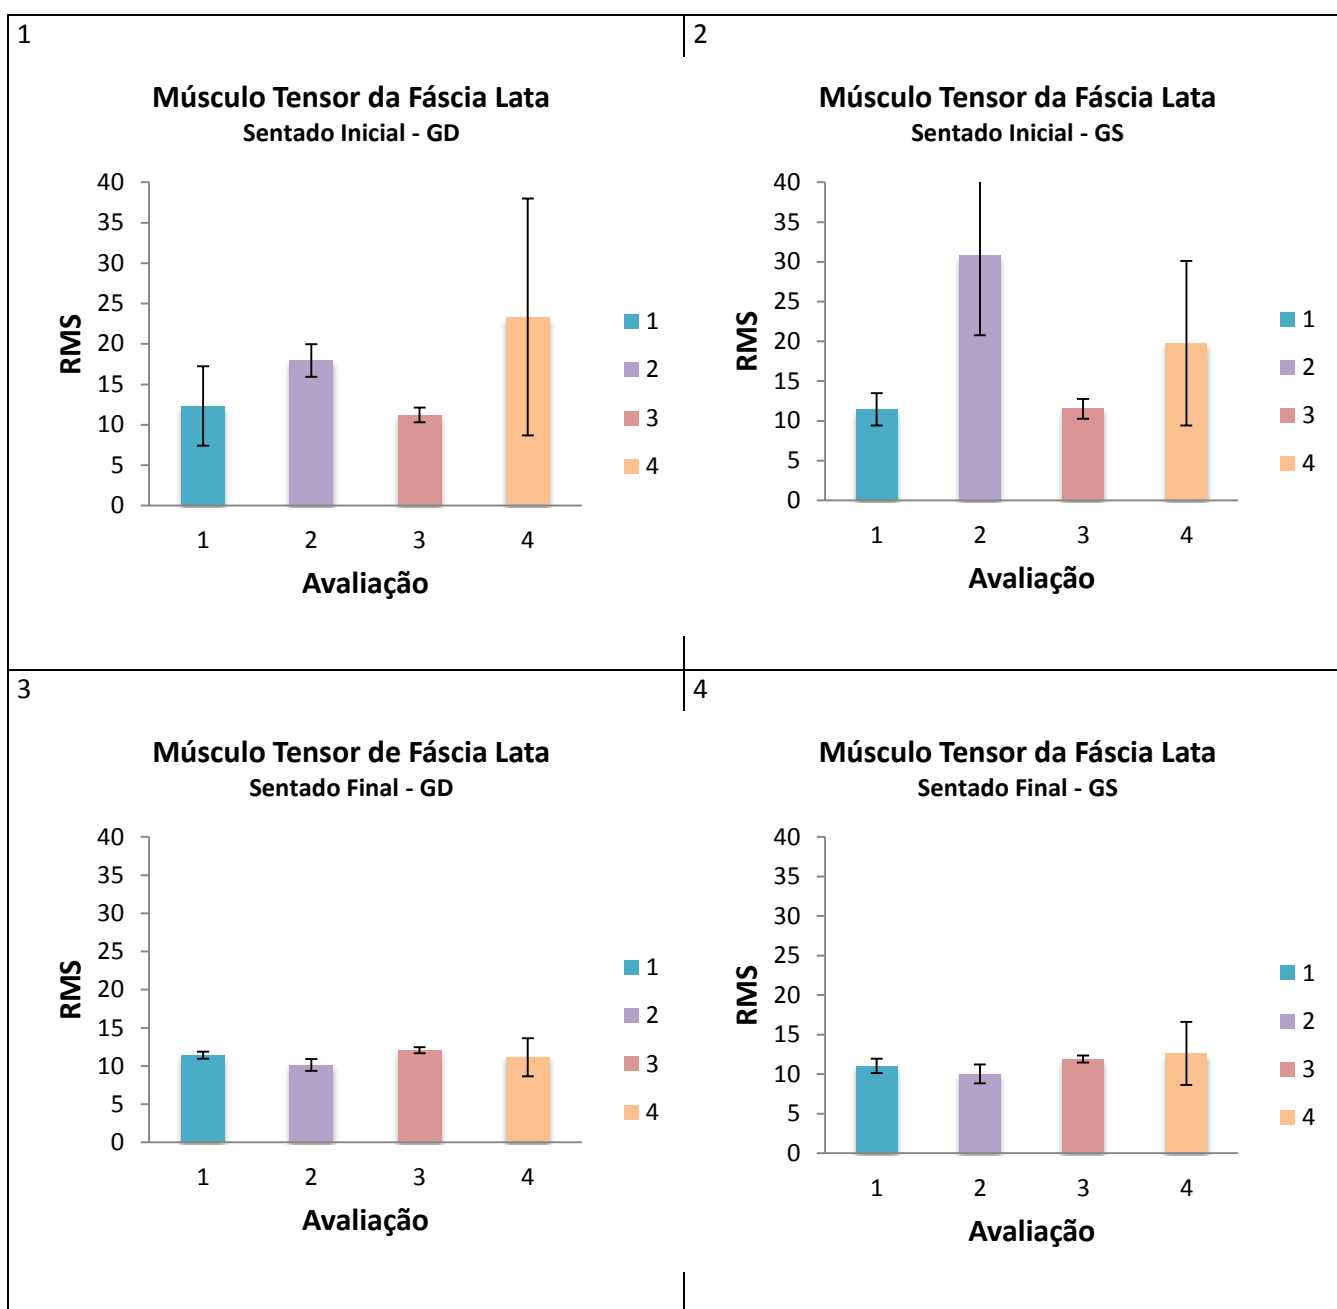 1
Músculo Tensor da Fáscia Lata
Sentado Inicial - GD
40
35
30
25
20
15
10
5
0
RMS
1 2 3 4
Avaliação
1
2
3
4
2
Músculo Tensor da Fáscia Lata
Sentado Inicial - GS
40
35
30
25
20
15
10
5
0
RMS
1 2 3 4
Avaliação
1
2
3
4
3
Músculo Tensor de Fáscia Lata
Sentado Final - GD
40
35
30
25
20
15
10
5
0
RMS
1 2 3 4
Avaliação
1
2
3
4
4
Músculo Tensor da Fáscia Lata
Sentado Final - GS
40
35
30
25
20
15
10
5
0
RMS
1 2 3 4
Avaliação
1
2
3
4